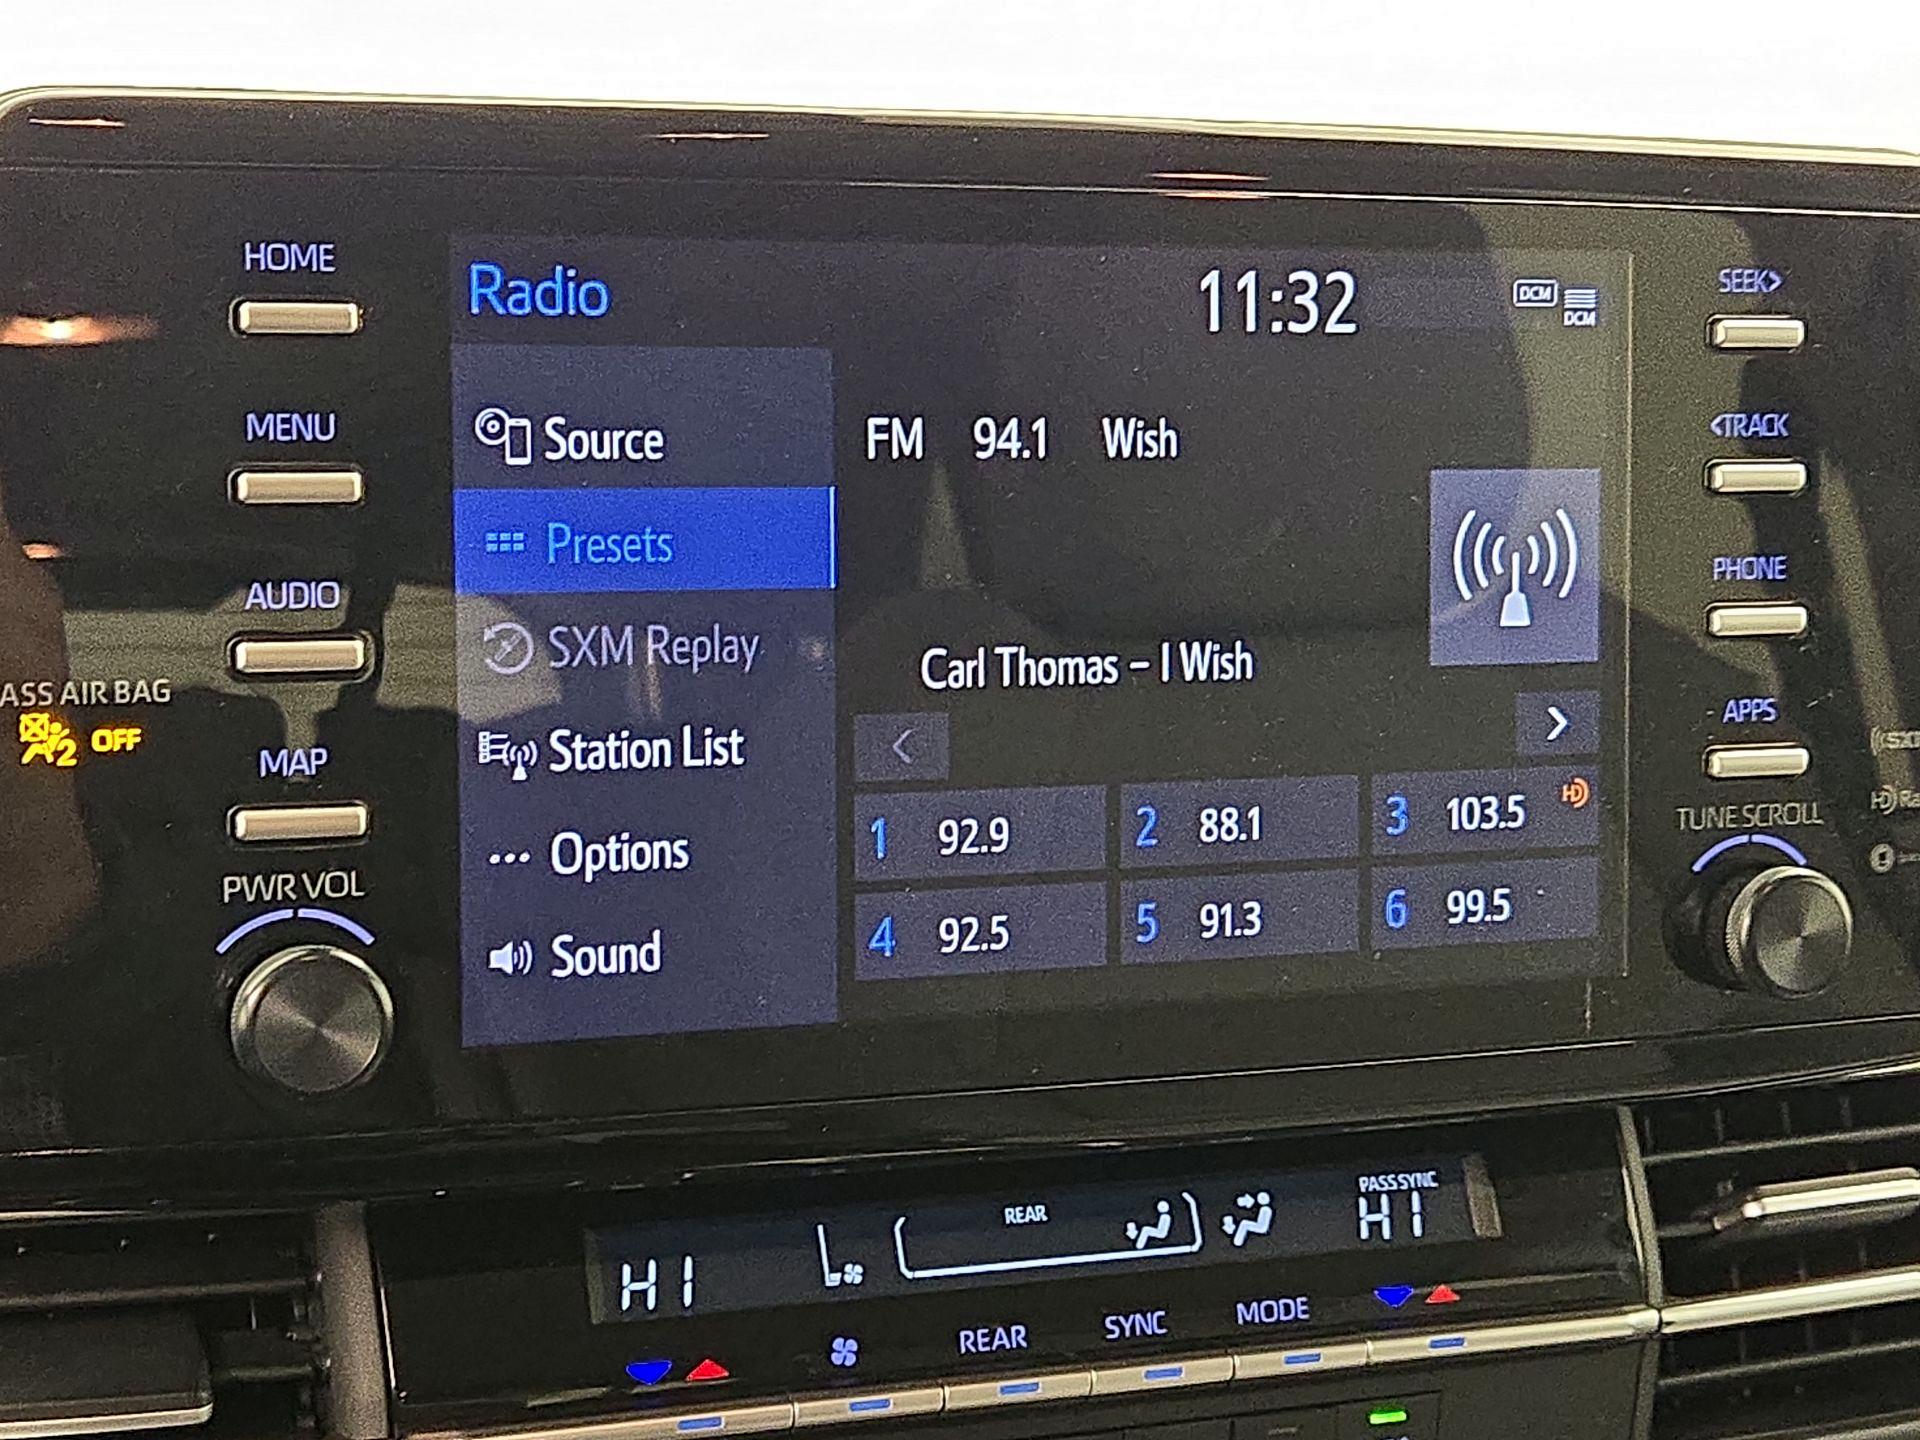 HOME
MENU
AUDIO
ASS AIR BAG
2 OFF
MAP
PWR VOL
Radio
11:32
DCM
DCM
Source
Presets
SXM Replay
Station List
Options
Sound
FM 94.1 Wish
Carl Thomas – I Wish
<
>
1 92.9
2 88.1
3 103.5 HD
4 92.5
5 91.3
6 99.5
SEEK>
<TRACK
PHONE
APPS
TUNE SCROLL
HI
REAR
PASS SYNC
HI
REAR
SYNC
MODE